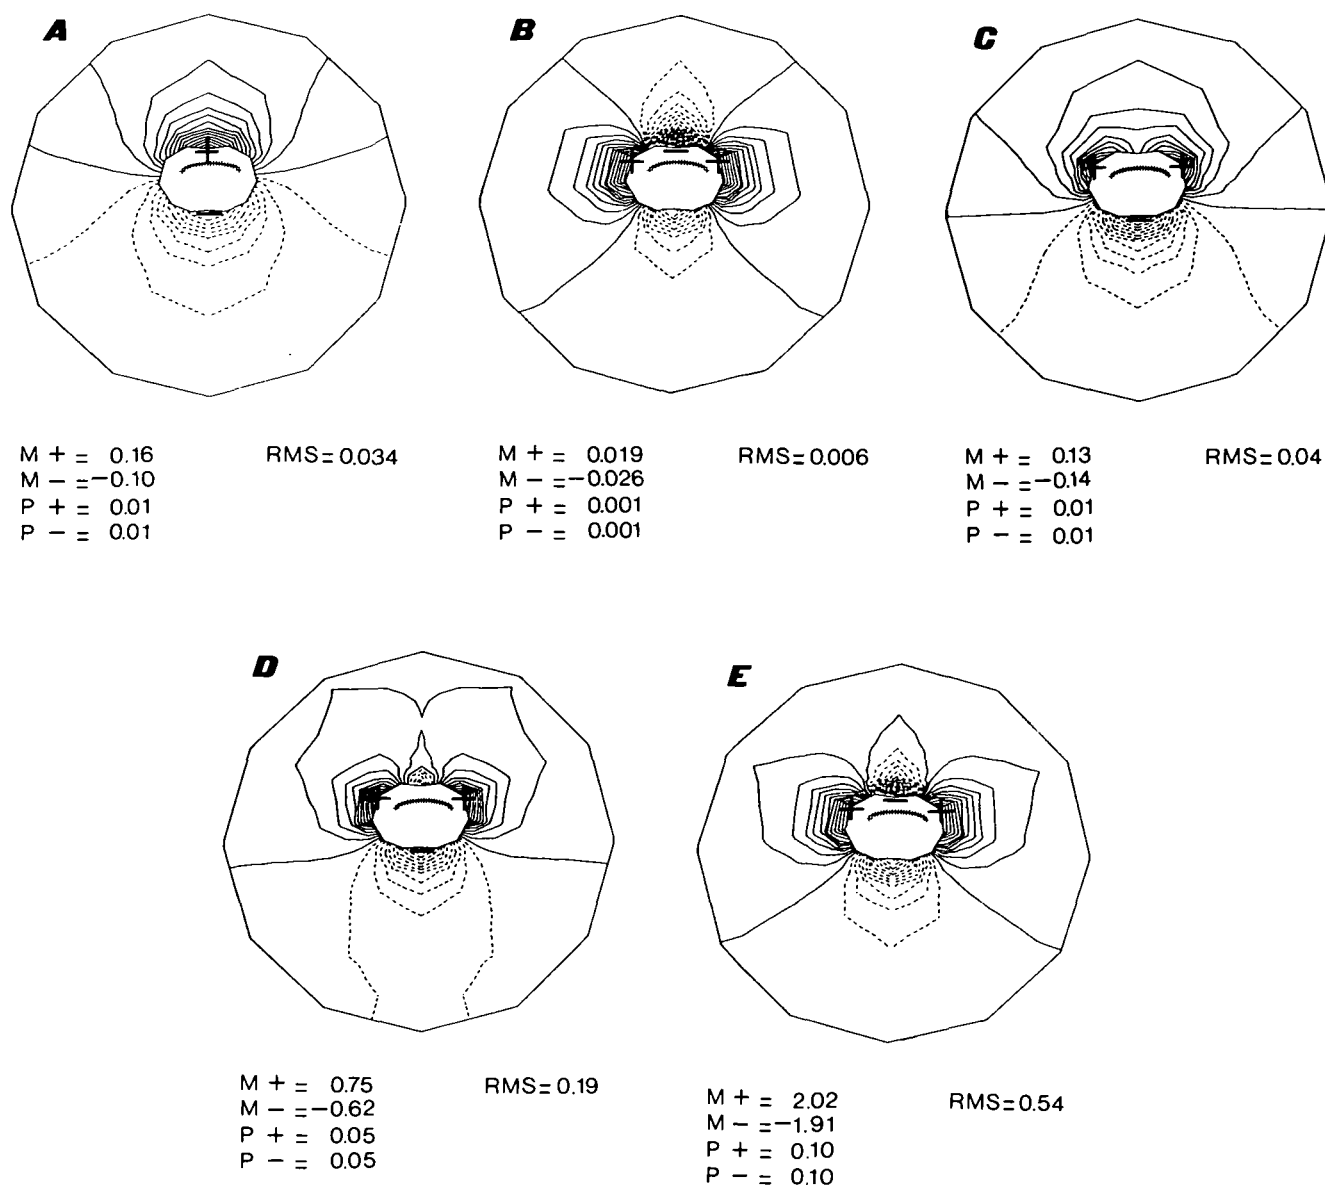 A
B
C
M + = 0.16
M - = -0.10
P + = 0.01
P - = 0.01
RMS = 0.034
M + = 0.019
M - = -0.026
P + = 0.001
P - = 0.001
RMS = 0.006
M + = 0.13
M - = -0.14
P + = 0.01
P - = 0.01
RMS = 0.04
D
E
M + = 0.75
M - = -0.62
P + = 0.05
P - = 0.05
RMS = 0.19
M + = 2.02
M - = -1.91
P + = 0.10
P - = 0.10
RMS = 0.54